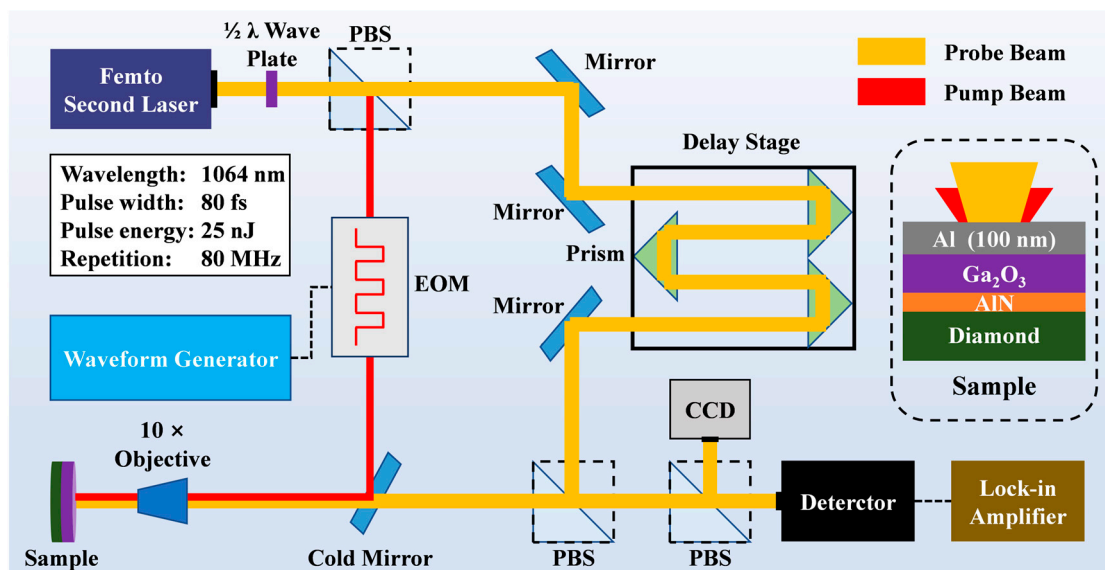 ½ λ Wave
Plate
PBS
Mirror
Probe Beam
Pump Beam
Femto
Second Laser
Delay Stage
Wavelength: 1064 nm
Pulse width: 80 fs
Pulse energy: 25 nJ
Repetition: 80 MHz
Mirror
Prism
EOM
Mirror
Al (100 nm)
Ga₂O₃
AlN
Diamond
Sample
Waveform Generator
CCD
10 ×
Objective
Deterctor
Lock-in
Amplifier
Sample
Cold Mirror
PBS
PBS